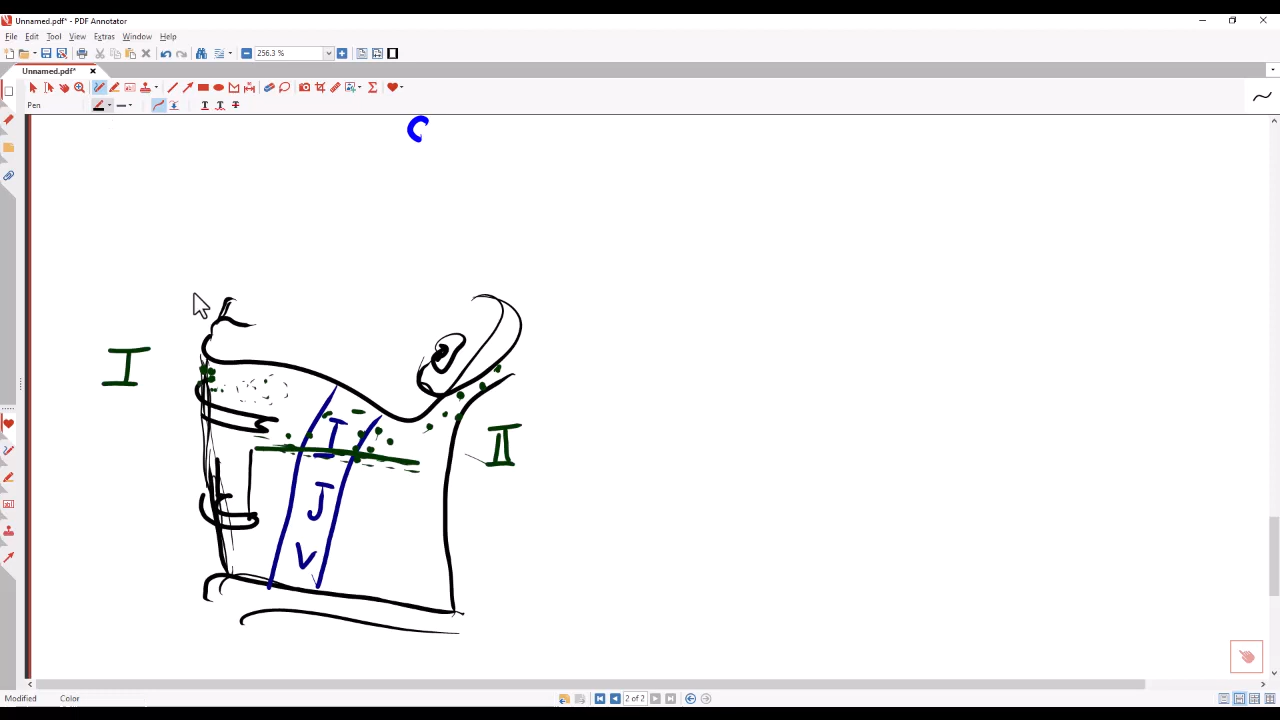 Unnamed.pdf* - PDF Annotator
File Edit Tool View Extras Window Help
256.3 %
Unnamed.pdf*
Pen
C
I
II
I
J
V
Modified Color 2 of 2